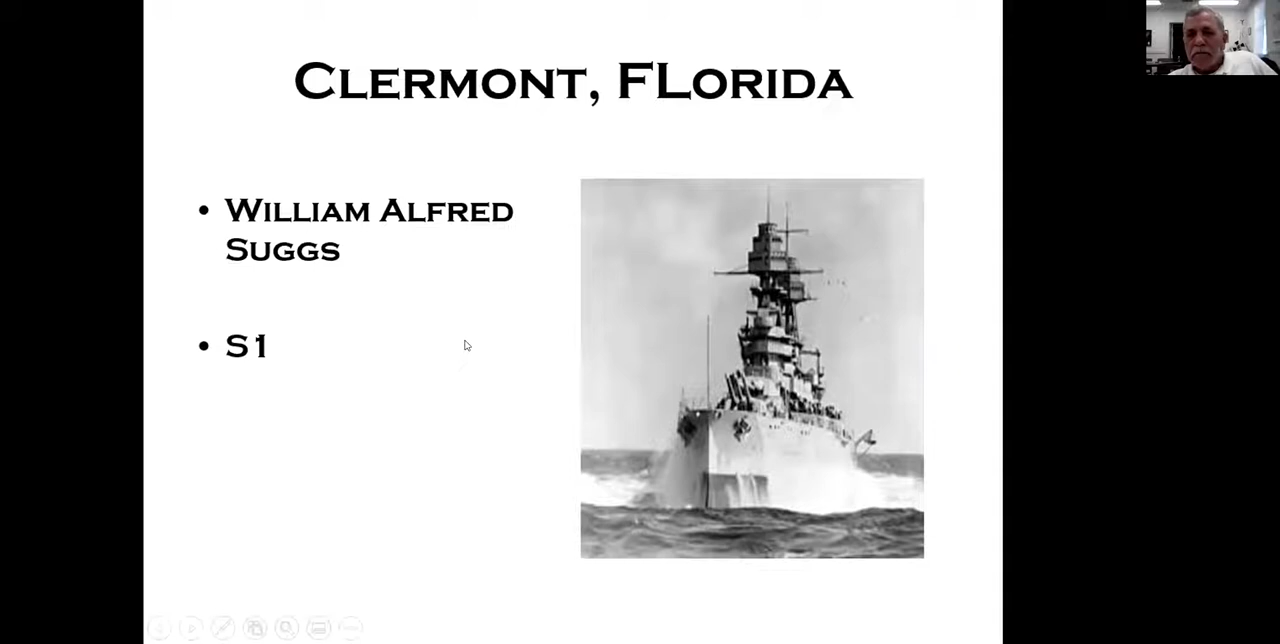 CLERMONT, FLORIDA
• WILLIAM ALFRED
SUGGS
• S1